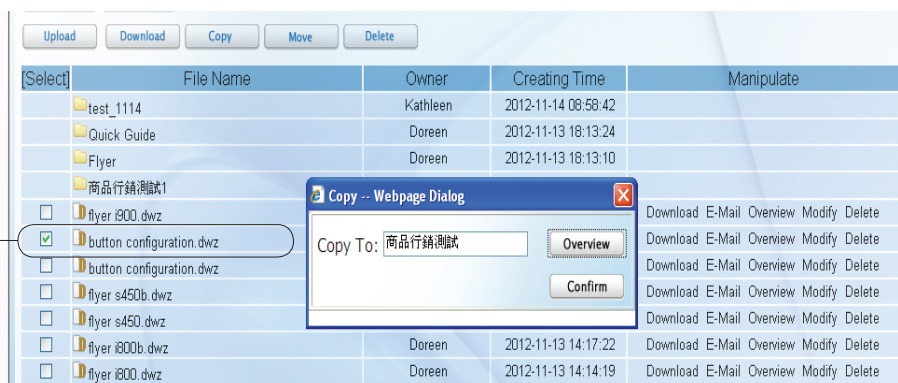 Upload Download Copy Move Delete
[Select] File Name Owner Creating Time Manipulate
test_1114 Kathleen 2012-11-14 08:58:42
Quick Guide Doreen 2012-11-13 18:13:24
Flyer Doreen 2012-11-13 18:13:10
商品行銷測試1
Copy -- Webpage Dialog
flyer i900.dwz Download E-Mail Overview Modify Delete
button configuration.dwz Download E-Mail Overview Modify Delete
Copy To: 商品行銷測試 Overview
button configuration.dwz Download E-Mail Overview Modify Delete
Confirm
flyer s450b.dwz Download E-Mail Overview Modify Delete
flyer s450.dwz Download E-Mail Overview Modify Delete
flyer i800b.dwz Doreen 2012-11-13 14:17:22 Download E-Mail Overview Modify Delete
flyer i800.dwz Doreen 2012-11-13 14:14:19 Download E-Mail Overview Modify Delete